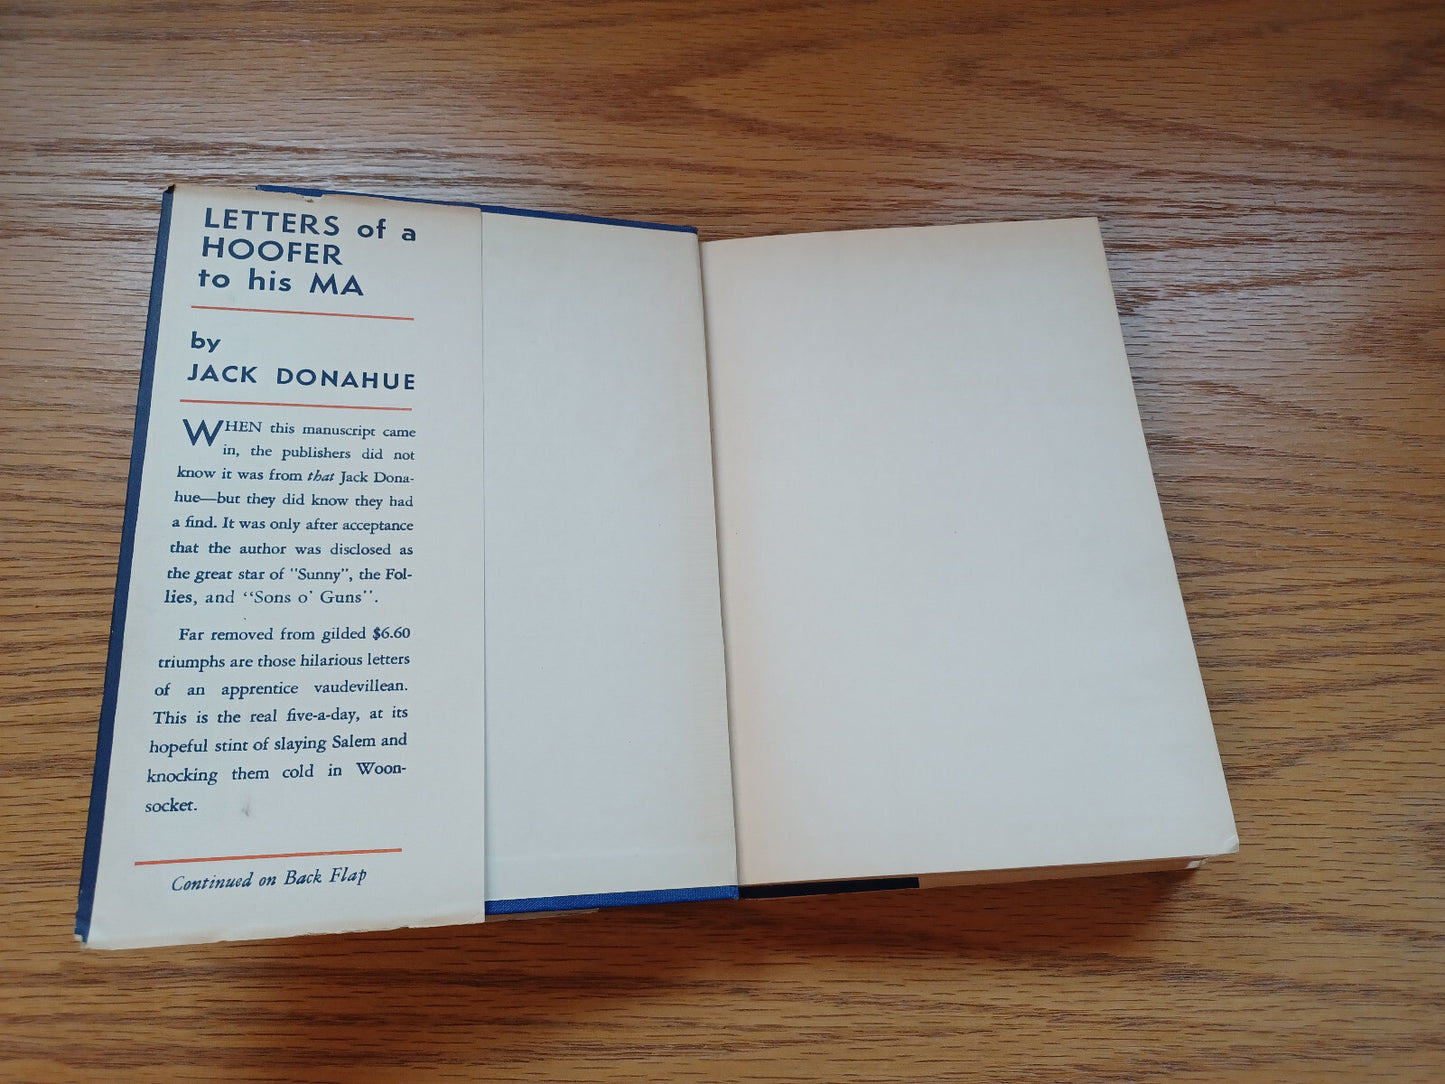 LETTERS of a
HOOFER
to his MA
by
JACK DONAHUE
WHEN this manuscript came
in, the publishers did not
know it was from that Jack Dona-
hue—but they did know they had
a find. It was only after acceptance
that the author was disclosed as
the great star of "Sunny", the Fol-
lies, and "Sons o' Guns".
Far removed from gilded $6.60
triumphs are those hilarious letters
of an apprentice vaudevillean.
This is the real five-a-day, at its
hopeful stint of slaying Salem and
knocking them cold in Woon-
socket.
Continued on Back Flap